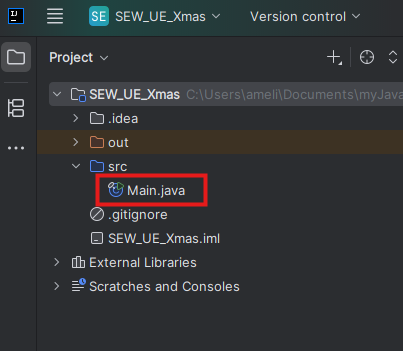 IJ SE SEW_UE_Xmas Version control
Project
SEW_UE_Xmas C:\Users\ameli\Documents\myJava
.idea
out
src
Main.java
.gitignore
SEW_UE_Xmas.iml
External Libraries
Scratches and Consoles